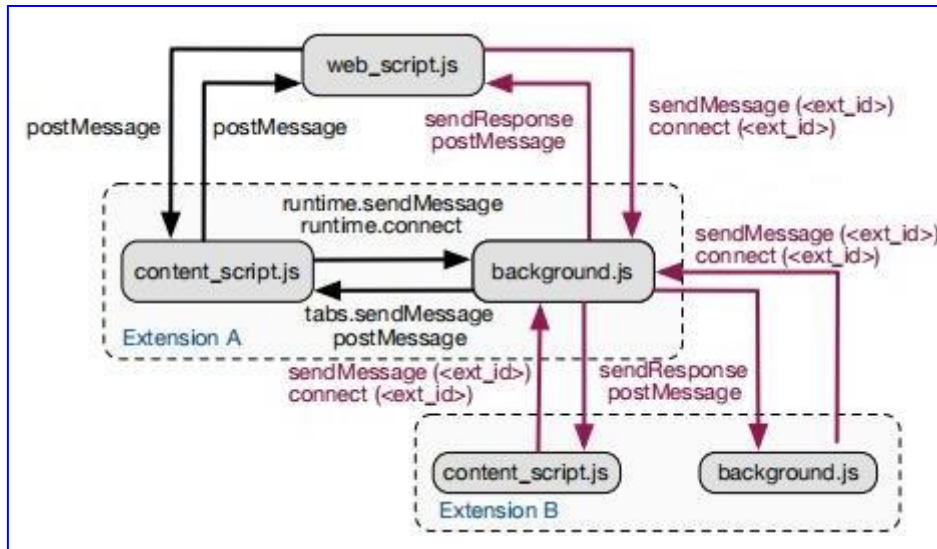 web_script.js
postMessage
postMessage
sendResponse
postMessage
sendMessage (<ext_id>)
connect (<ext_id>)
runtime.sendMessage
runtime.connect
sendMessage (<ext_id>)
connect (<ext_id>)
content_script.js
background.js
tabs.sendMessage
postMessage
Extension A
sendMessage (<ext_id>)
connect (<ext_id>)
sendResponse
postMessage
content_script.js
background.js
Extension B